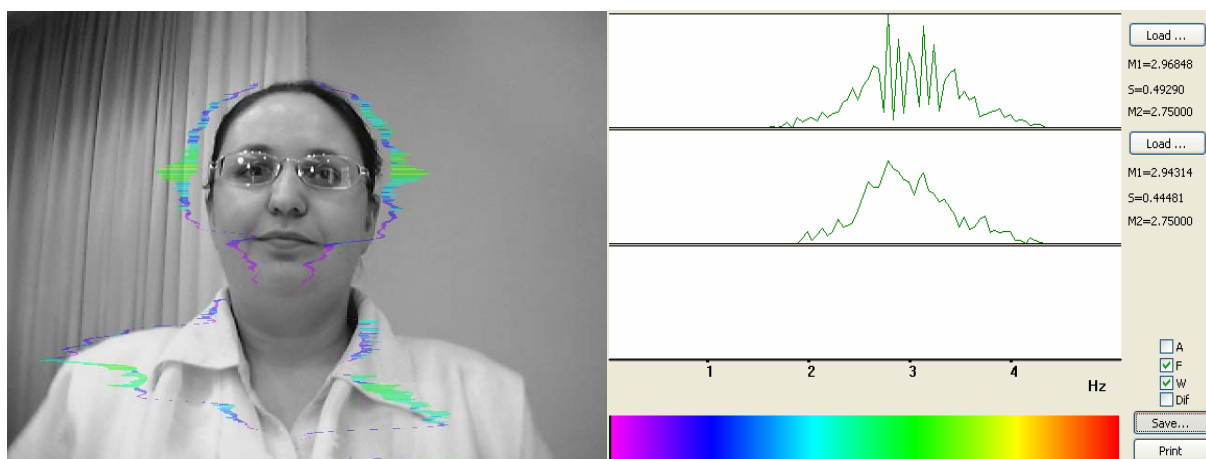 Load ...
M1=2.96848
S=0.49290
M2=2.75000
Load ...
M1=2.94314
S=0.44481
M2=2.75000
1 2 3 4
Hz
A
F
W
Dif
Save...
Print